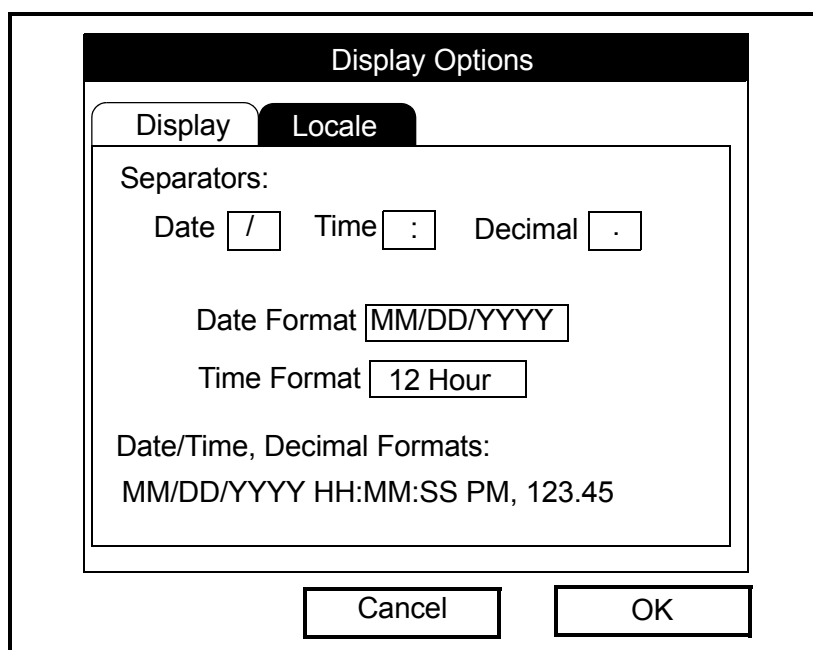 Display Options
Display Locale
Separators:
Date / Time : Decimal .
Date Format MM/DD/YYYY
Time Format 12 Hour
Date/Time, Decimal Formats:
MM/DD/YYYY HH:MM:SS PM, 123.45
Cancel OK